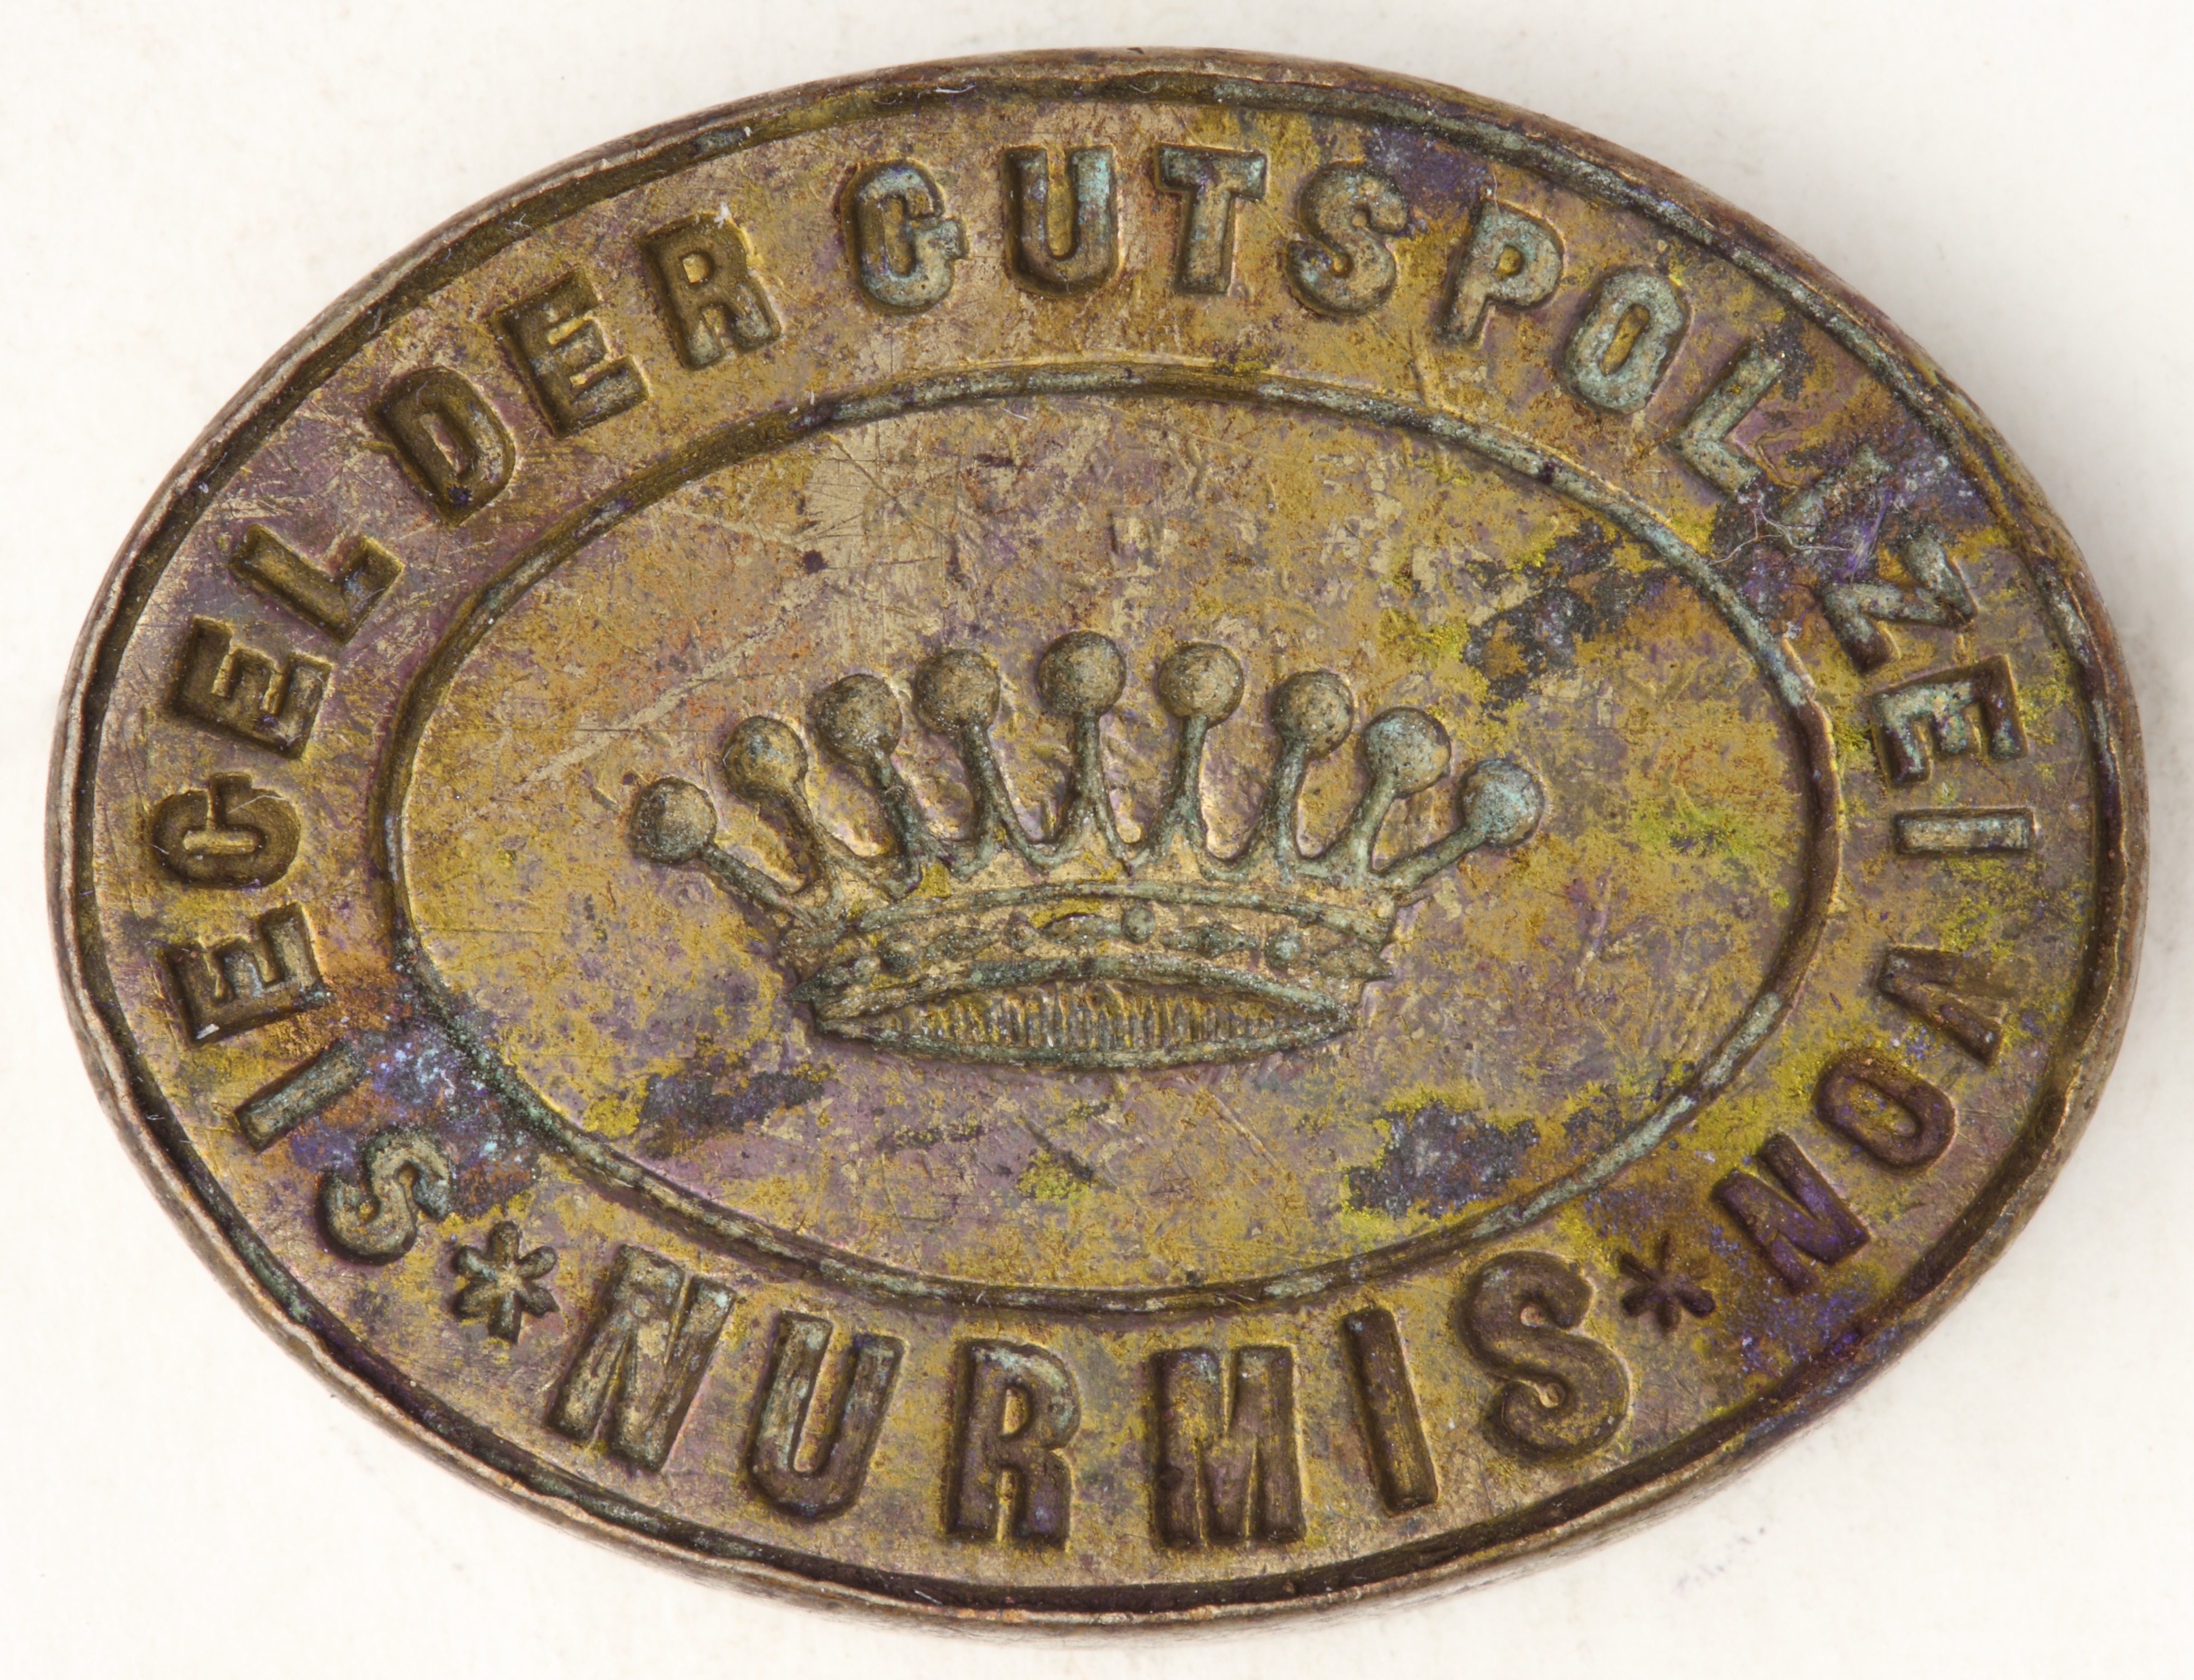 SIEGEL DER GUTSPOLIZEI VON
* NURMIS *